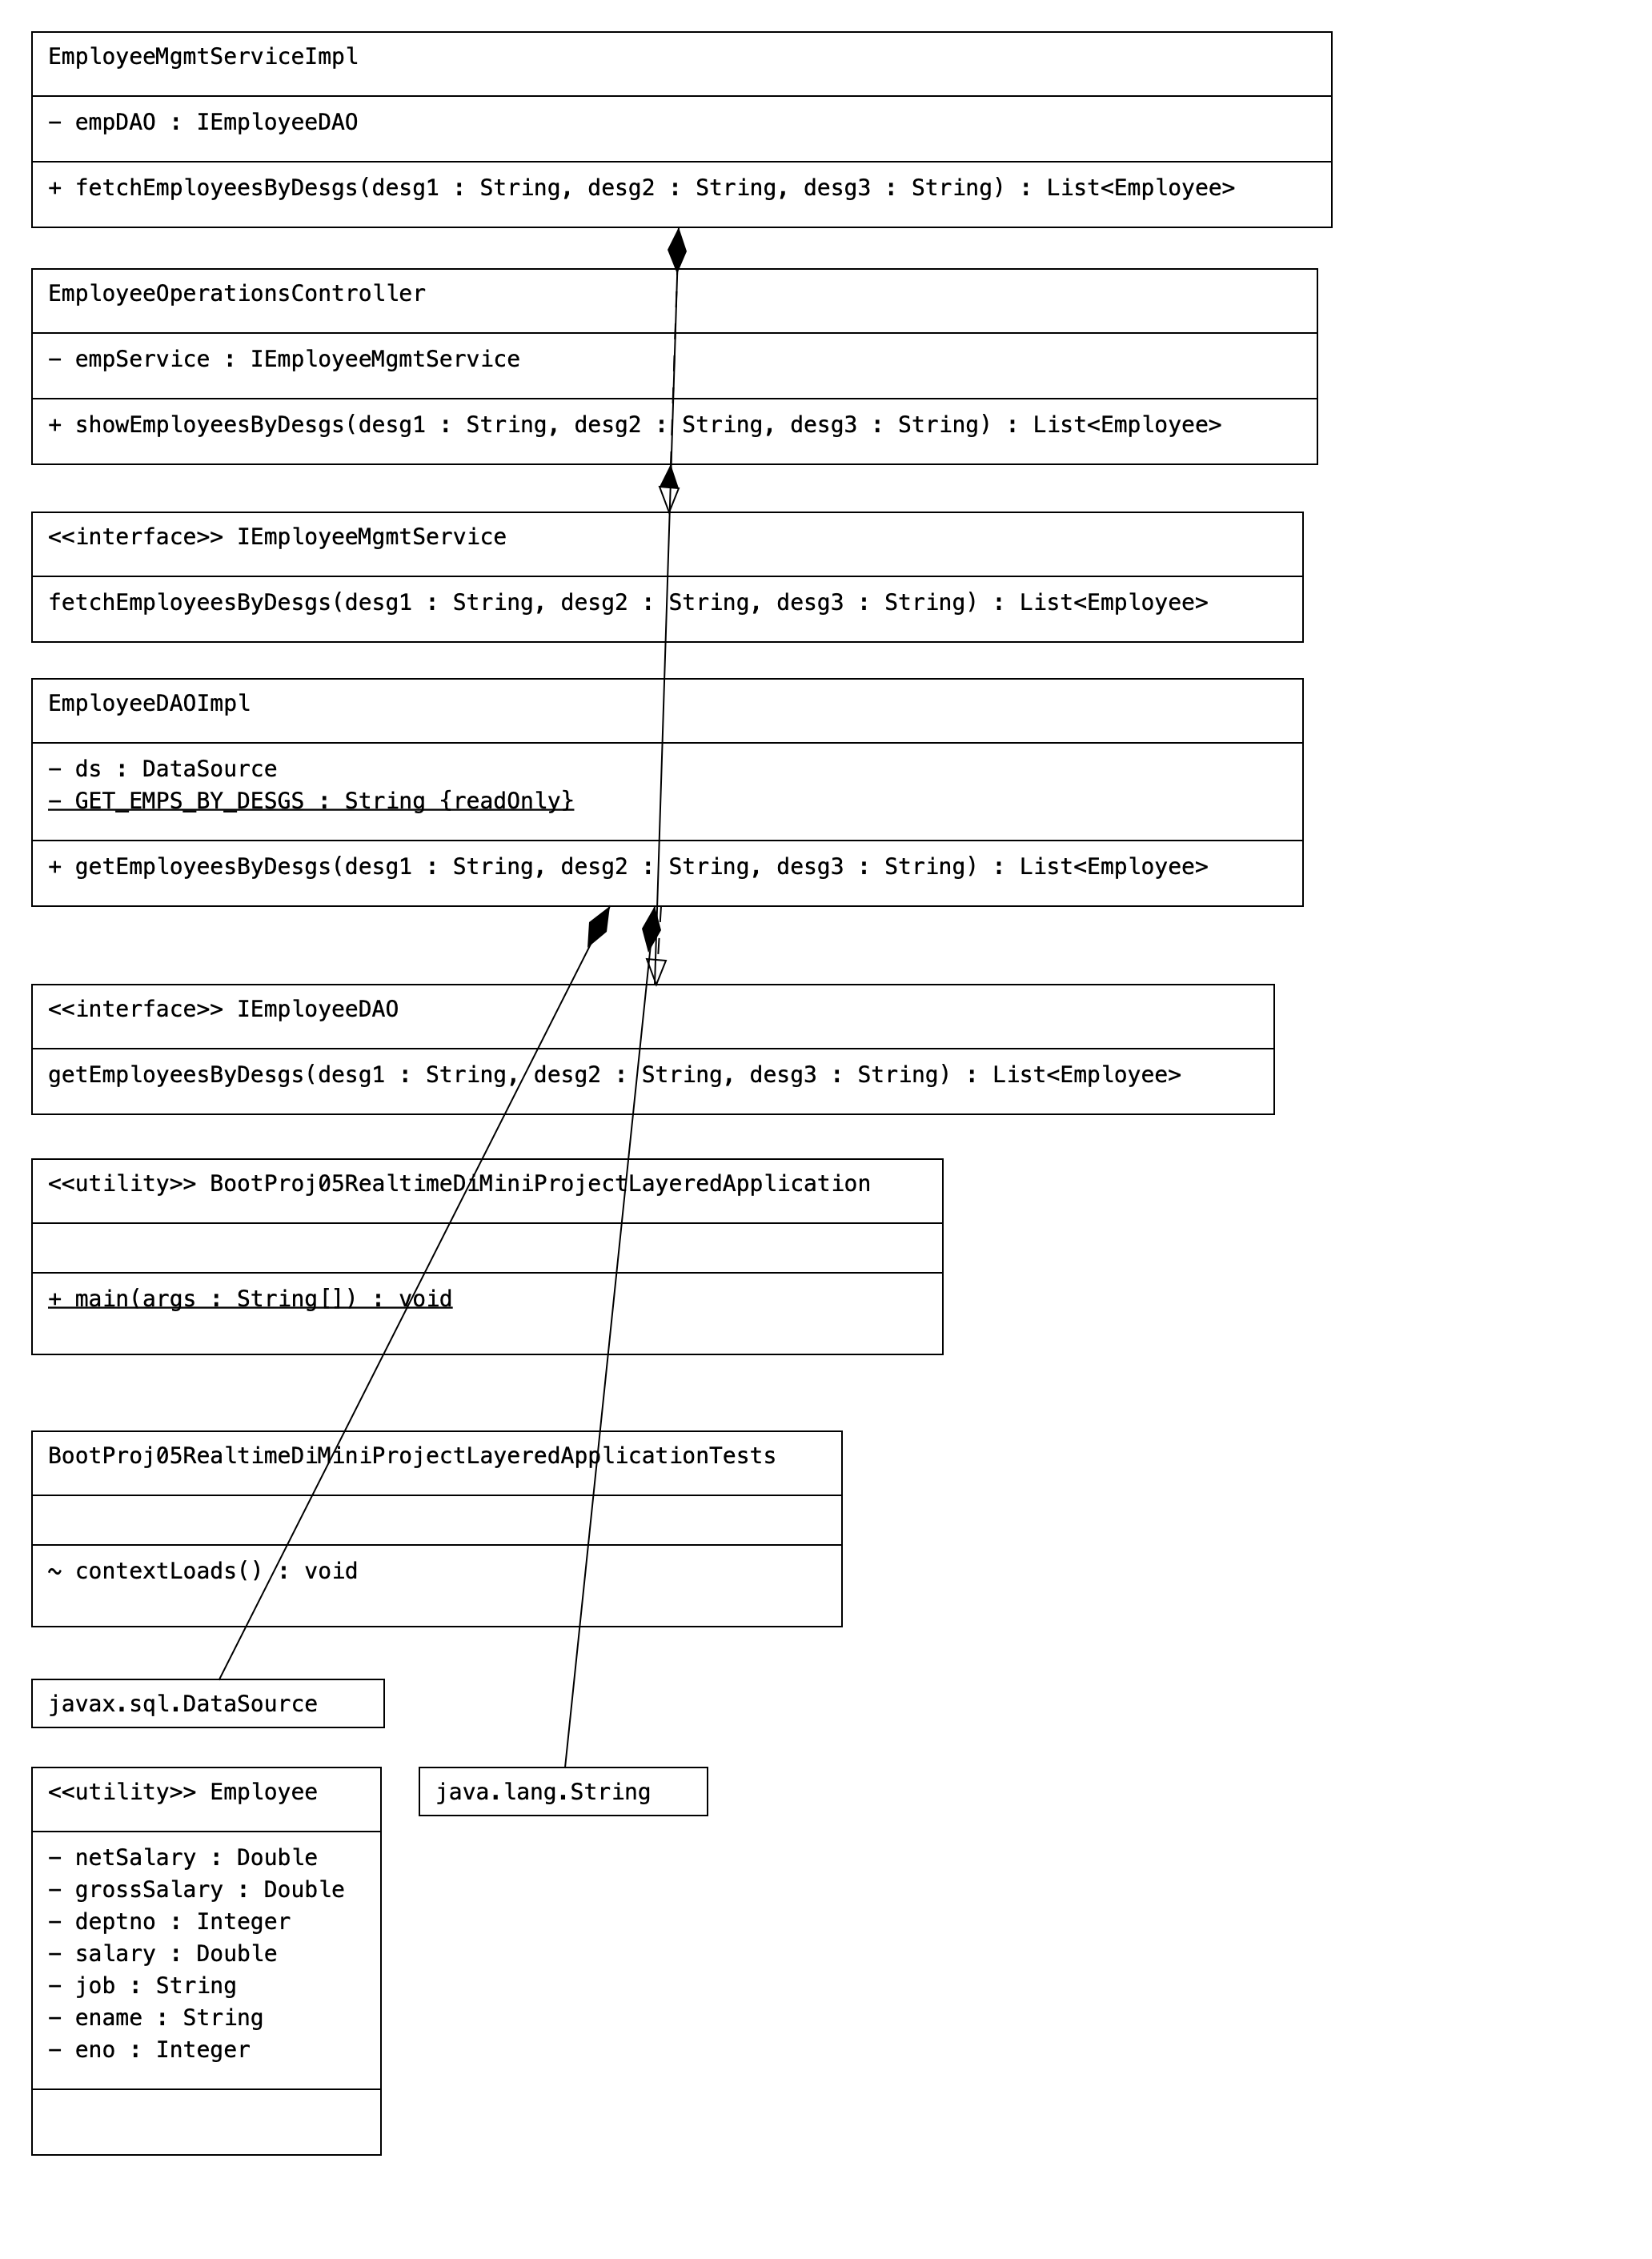 EmployeeMgmtServiceImpl
− empDAO : IEmployeeDAO
+ fetchEmployeesByDesgs(desg1 : String, desg2 : String, desg3 : String) : List<Employee>
EmployeeOperationsController
− empService : IEmployeeMgmtService
+ showEmployeesByDesgs(desg1 : String, desg2 : String, desg3 : String) : List<Employee>
<<interface>> IEmployeeMgmtService
fetchEmployeesByDesgs(desg1 : String, desg2 : String, desg3 : String) : List<Employee>
EmployeeDAOImpl
− ds : DataSource
− GET_EMPS_BY_DESGS : String {readOnly}
+ getEmployeesByDesgs(desg1 : String, desg2 : String, desg3 : String) : List<Employee>
<<interface>> IEmployeeDAO
getEmployeesByDesgs(desg1 : String, desg2 : String, desg3 : String) : List<Employee>
<<utility>> BootProj05RealtimeDiMiniProjectLayeredApplication
+ main(args : String[]) : void
BootProj05RealtimeDiMiniProjectLayeredApplicationTests
~ contextLoads() : void
javax.sql.DataSource
<<utility>> Employee
java.lang.String
− netSalary : Double
− grossSalary : Double
− deptno : Integer
− salary : Double
− job : String
− ename : String
− eno : Integer